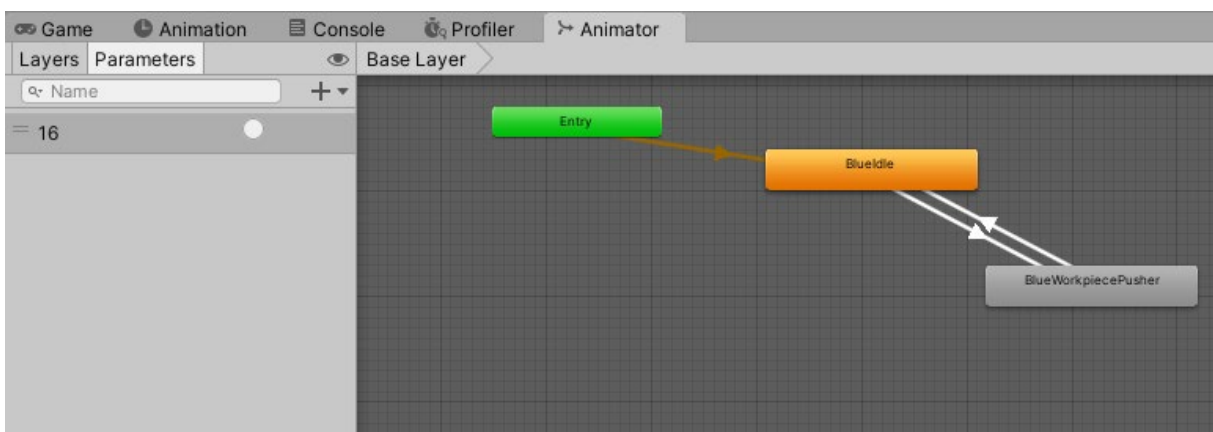 Game Animation Console Profiler Animator
Layers Parameters Base Layer
Name
16
Entry
BlueIdle
BlueWorkpiecePusher